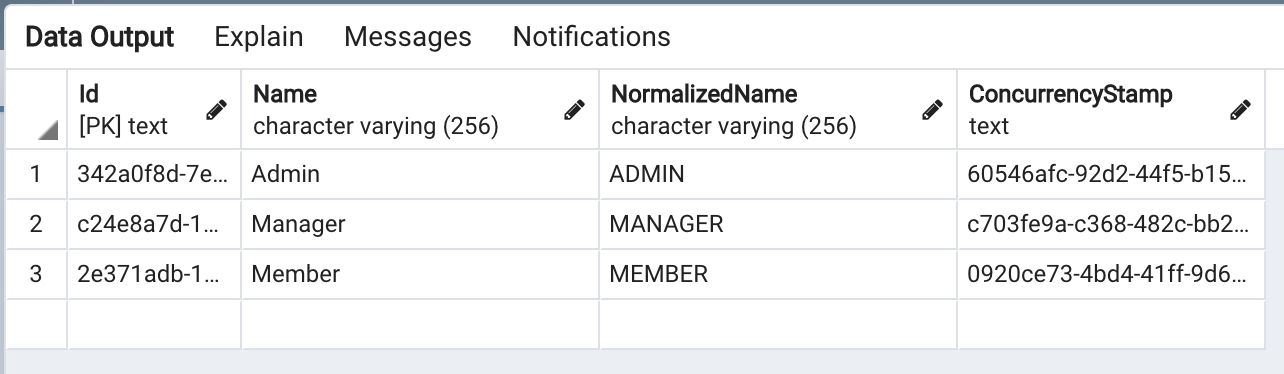 Data Output Explain Messages Notifications
Id Name NormalizedName ConcurrencyStamp
[PK] text character varying (256) character varying (256) text
1 342a0f8d-7e... Admin ADMIN 60546afc-92d2-44f5-b15...
2 c24e8a7d-1... Manager MANAGER c703fe9a-c368-482c-bb2...
3 2e371adb-1... Member MEMBER 0920ce73-4bd4-41ff-9d6...